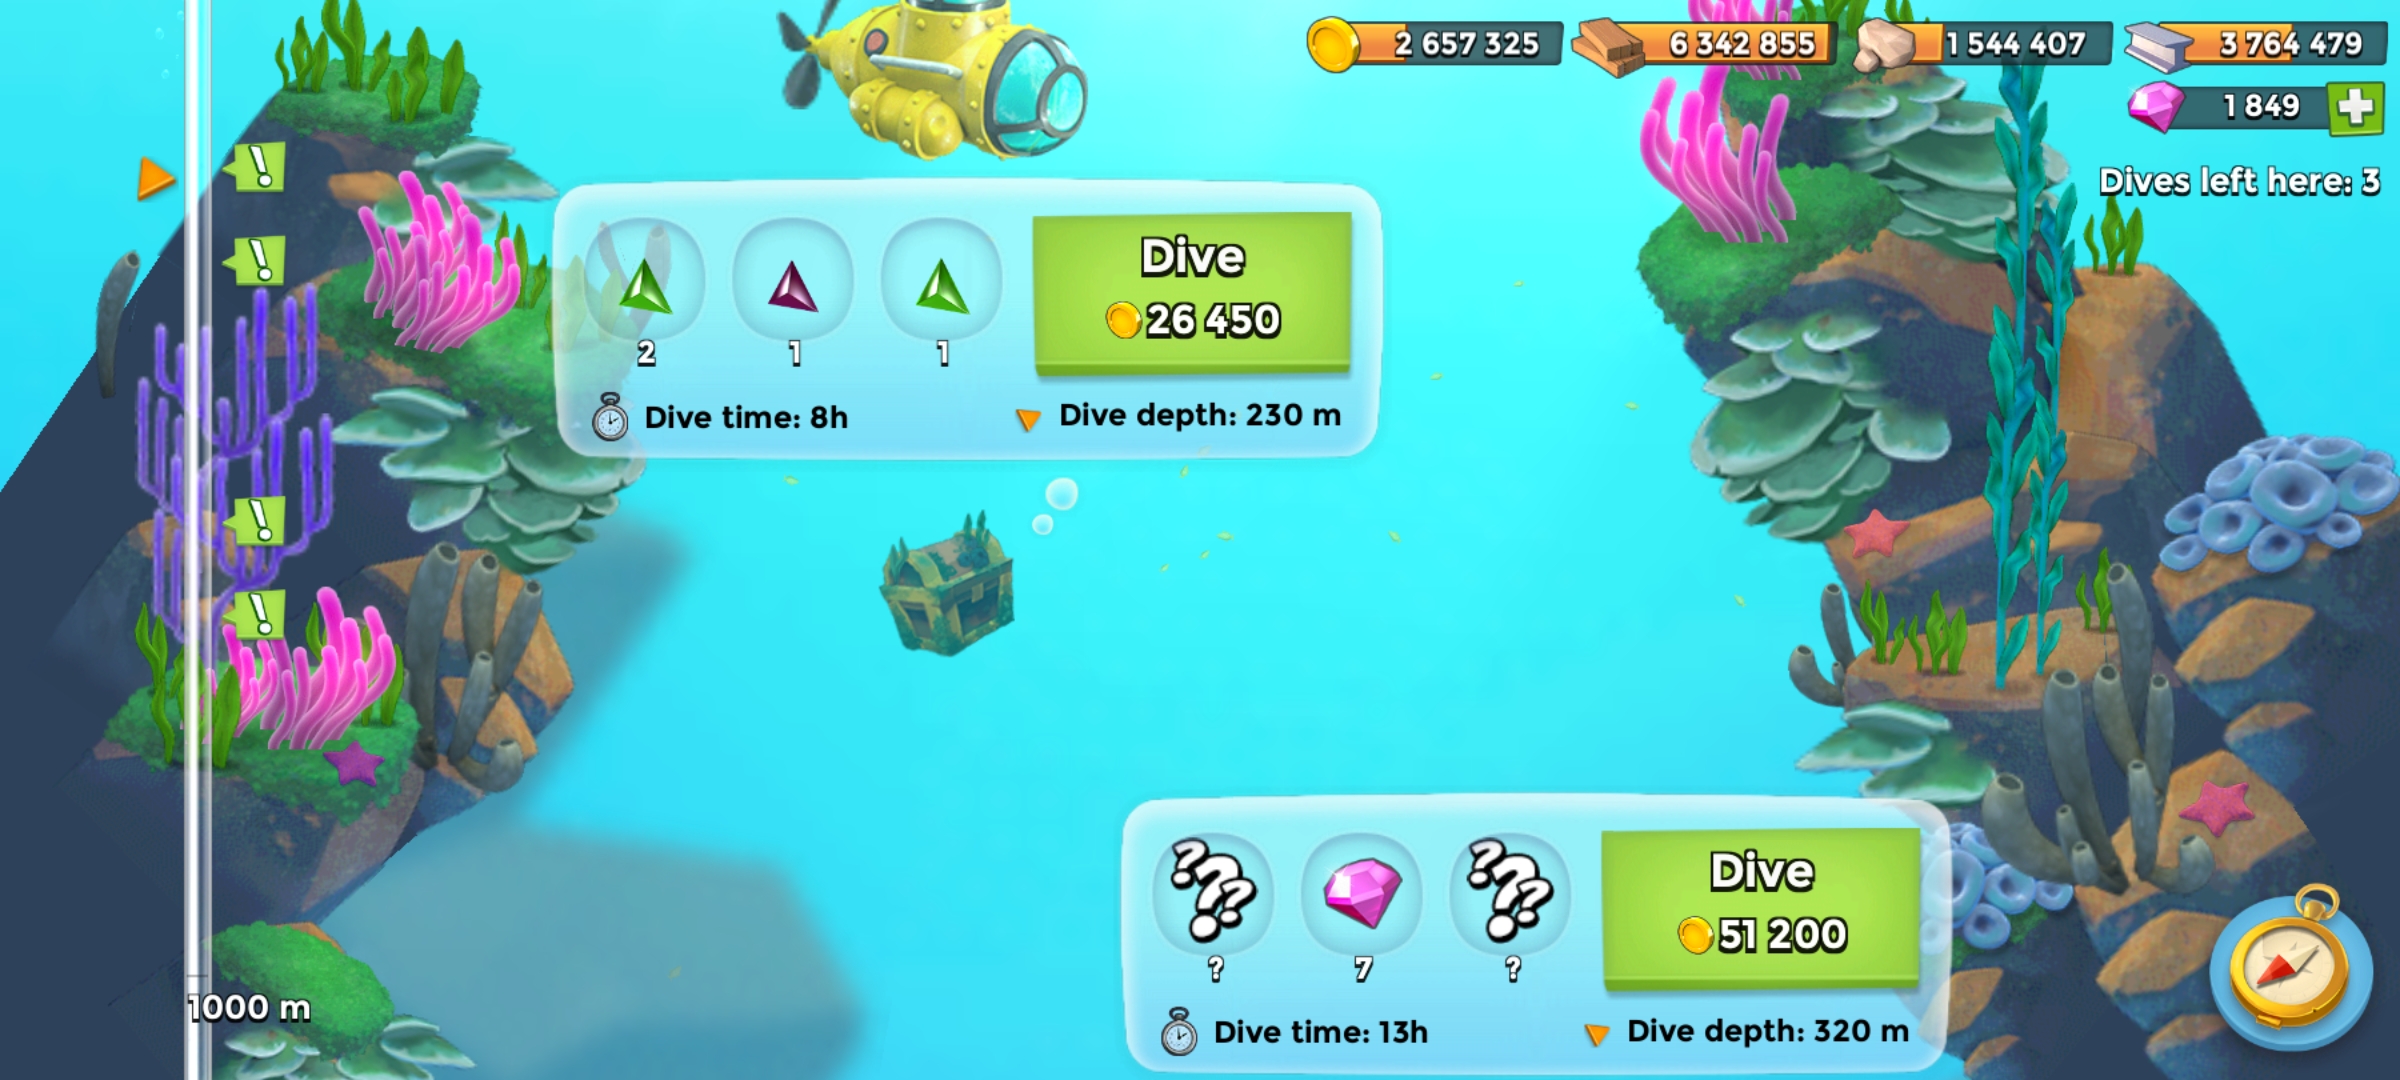 2 657 325
6 342 855
1 544 407
3 764 479
1 849
Dives left here: 3
!
!
!
!
2
1
1
Dive
26 450
Dive time: 8h
Dive depth: 230 m
???
7
???
?
?
Dive
51 200
Dive time: 13h
Dive depth: 320 m
1000 m